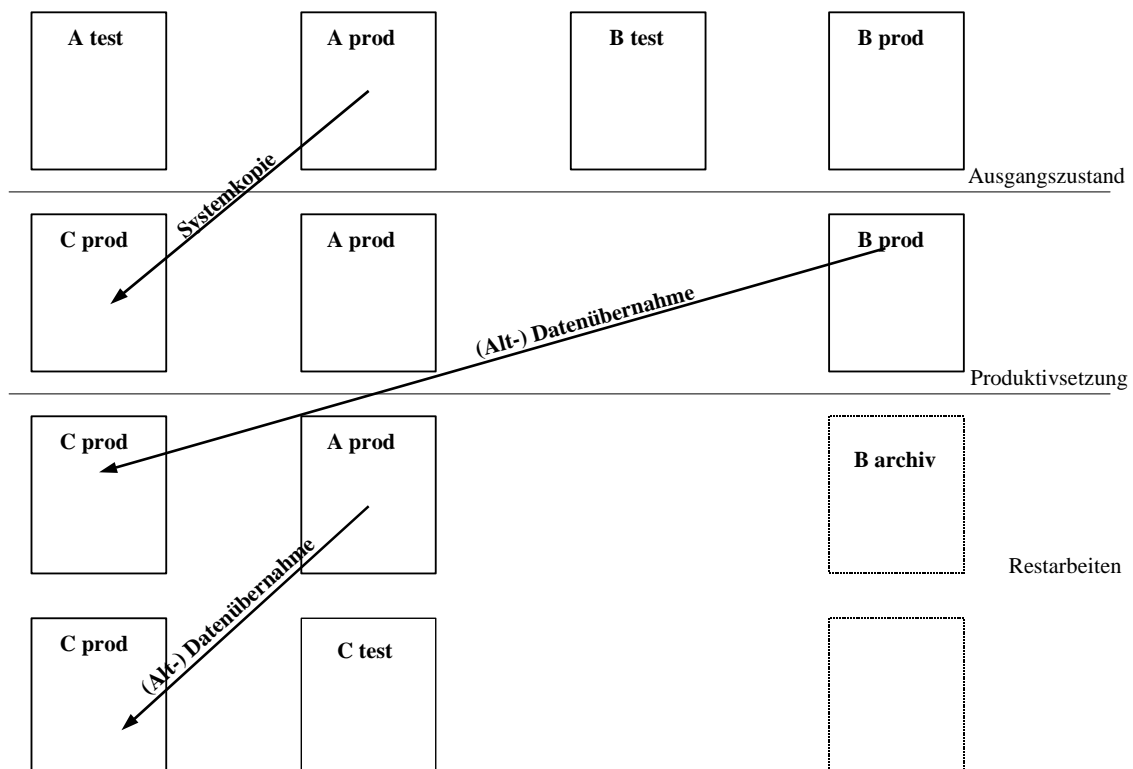 A test
A prod
B test
B prod
Systemkopie
Ausgangszustand
C prod
A prod
B prod
(Alt-) Datenübernahme
Produktivsetzung
C prod
A prod
B archiv
(Alt-) Datenübernahme
Restarbeiten
C prod
C test